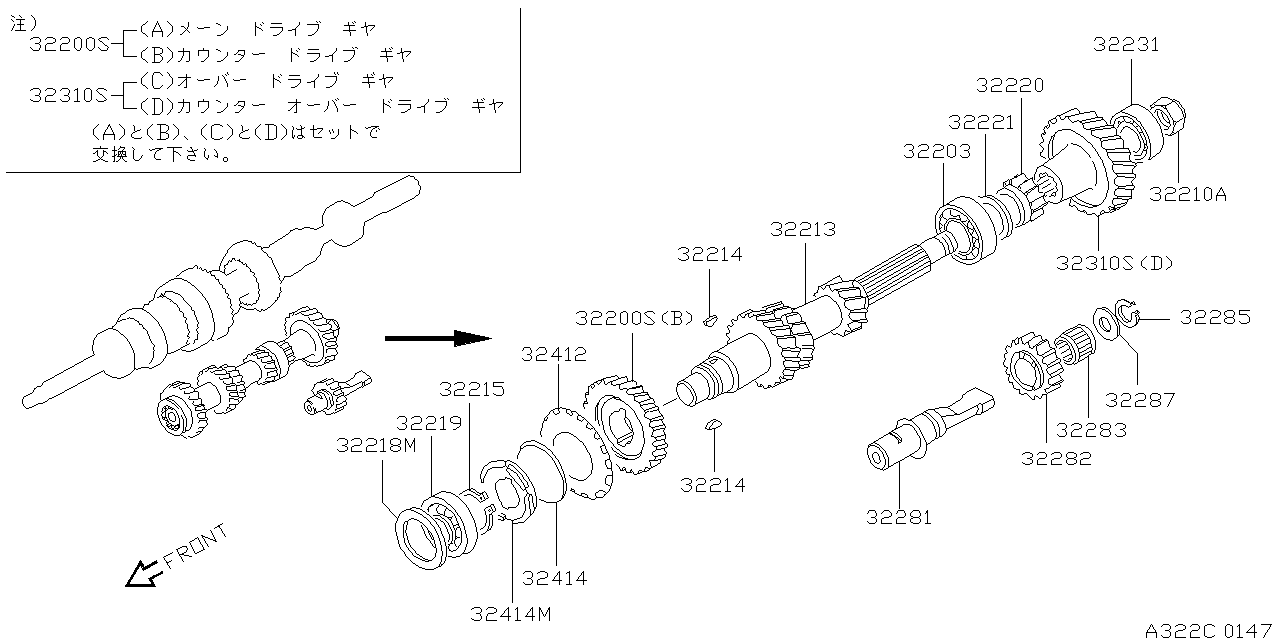 注)
32200S (A)メーン ドライブ ギヤ
(B)カウンター ドライブ ギヤ
32310S (C)オーバー ドライブ ギヤ
(D)カウンター オーバー ドライブ ギヤ
(A)と(B)、(C)と(D)はセットで
交換して下さい。
32231
32220
32221
32203
32210A
32310S(D)
32213
32214
32200S(B)
32412
32215
32219
32218M
32285
32287
32283
32282
32214
32281
32414
32414M
FRONT
A322C 0147